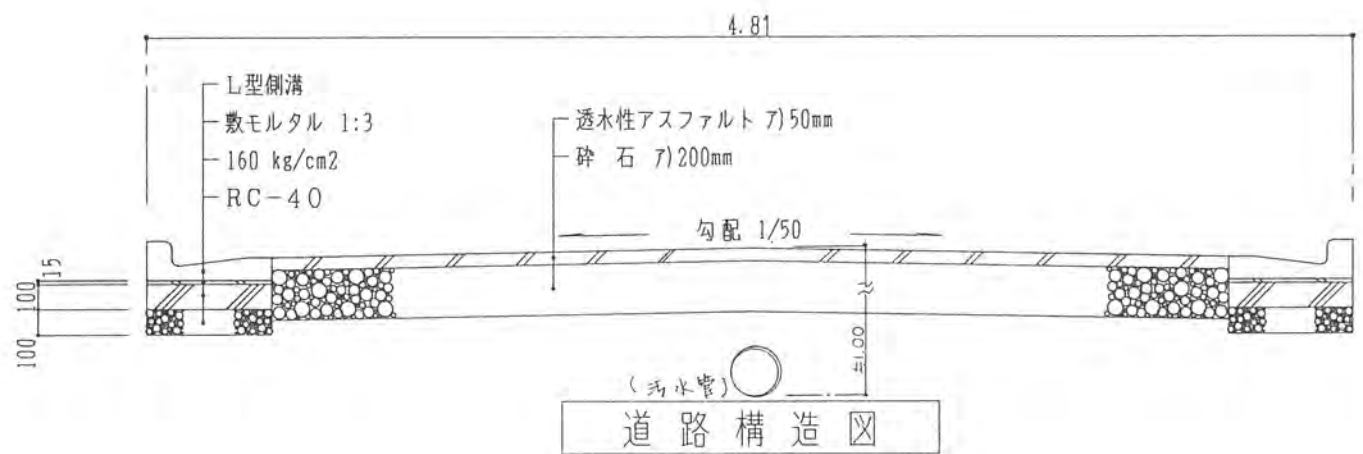 4.81
L型側溝
敷モルタル 1:3
160 kg/cm2
RC-40
透水性アスファルト ア)50mm
砕 石 ア)200mm
勾配 1/50
15
100
100
±1.00
(汚水管)
道路構造図